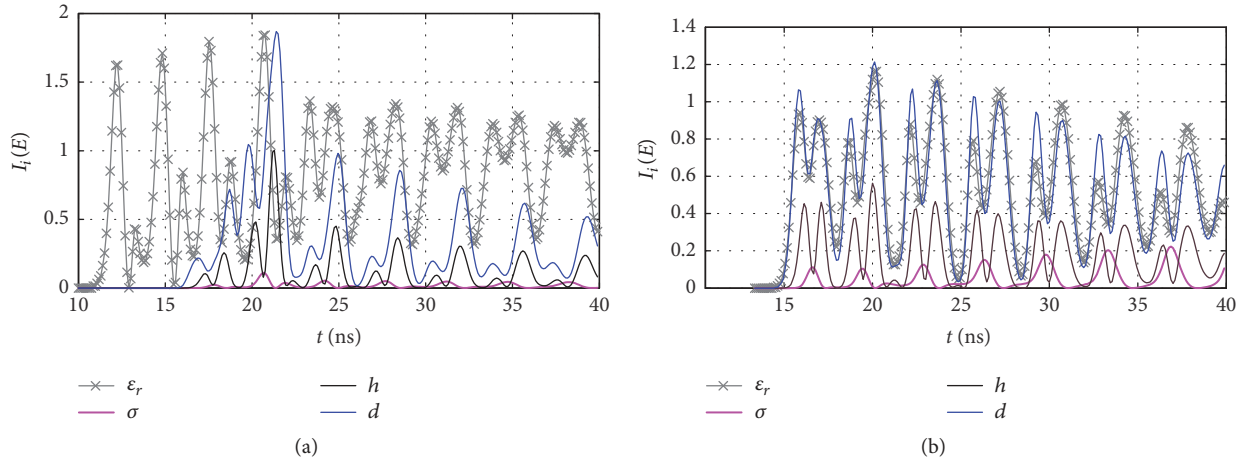 2
1.5
1
0.5
0
I_i (E)
10 15 20 25 30 35 40
t (ns)
ε_r h
σ d
(a)
1.4
1.2
1
0.8
0.6
0.4
0.2
0
I_i (E)
15 20 25 30 35 40
t (ns)
ε_r h
σ d
(b)